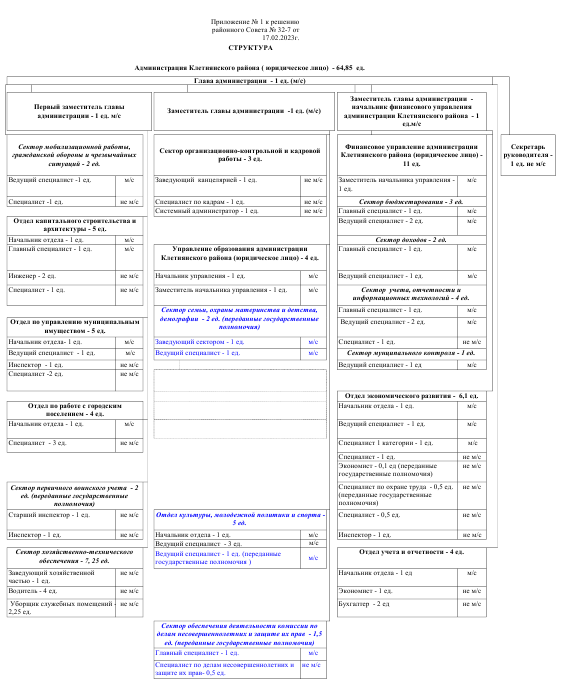 Приложение № 1 к решению
районного Совета № 32-7 от
17.02.2023г.
СТРУКТУРА
Администрация Клетнянского района ( юридическое лицо) - 64,85 ед.
Глава администрации - 1 ед. (м/с)
Первый заместитель главы
администрации - 1 ед. м/с
Сектор мобилизационной работы,
гражданской обороны и чрезвычайных
ситуаций - 2 ед.
Ведущий специалист - 1 ед. м/с
Специалист -1 ед. не м/с
Отдел капитального строительства и
архитектуры - 5 ед.
Начальник отдела - 1 ед. м/с
Главный специалист - 1 ед. м/с
Инженер - 2 ед. не м/с
Специалист - 1 ед. не м/с
Отдел по управлению муниципальным
имуществом - 5 ед.
Начальник отдела- 1 ед. м/с
Ведущий специалист - 1 ед. м/с
Инспектор - 1 ед. не м/с
Специалист -2 ед. не м/с
Отдел по работе с городским
поселением - 4 ед.
Начальник отдела - 1 ед. м/с
Специалист - 3 ед. не м/с
Сектор первичного воинского учета - 2
ед. (переданные государственные
полномочия)
Старший инспектор - 1 ед. не м/с
Инспектор - 1 ед. не м/с
Сектор хозяйственно-технического
обеспечения - 7, 25 ед.
Заведующий хозяйственной
частью - 1 ед. не м/с
Водитель - 4 ед. не м/с
Уборщик служебных помещений -
2,25 ед. не м/с
Заместитель главы администрации -1 ед. (м/с)
Сектор организационно-контрольной и кадровой
работы - 3 ед.
Заведующий канцелярией - 1 ед. не м/с
Специалист по кадрам - 1 ед. не м/с
Системный администратор - 1 ед. не м/с
Управление образования администрации
Клетнянского района (юридическое лицо) - 4 ед.
Начальник управления - 1 ед. м/с
Заместитель начальника управления - 1 ед. м/с
Сектор семьи, охраны материнства и детства,
демографии - 2 ед. (переданные государственные
полномочия)
Заведующий сектором - 1 ед. м/с
Ведущий специалист - 1 ед. м/с
Отдел культуры, молодежной политики и спорта -
5 ед.
Начальник отдела - 1 ед. м/с
Ведущий специалист - 3 ед. м/с
Ведущий специалист - 1 ед. (переданные
государственные полномочия ) м/с
Сектор обеспечения деятельности комиссии по
делам несовершеннолетних и защите их прав - 1,5
ед. (переданные государственные полномочия)
Главный специалист - 1 ед. м/с
Специалист по делам несовершеннолетних и
защите их прав- 0,5 ед. не м/с
Заместитель главы администрации -
начальник финансового управления
администрации Клетнянского района - 1
ед.м/с
Финансовое управление администрации
Клетнянского района (юридическое лицо) -
11 ед.
Заместитель начальника управления -
1 ед. м/с
Сектор бюджетирования - 3 ед.
Главный специалист - 1 ед. м/с
Ведущий специалист - 2 ед. м/с
Сектор доходов - 2 ед.
Главный специалист - 1 ед. м/с
Ведущий специалист - 1 ед. м/с
Сектор учета, отчетности и
информационных технологий - 4 ед.
Главный специалист - 1 ед. м/с
Ведущий специалист - 2 ед. м/с
Специалист - 1 ед. не м/с
Сектор муниципального контроля - 1 ед.
Ведущий специалист - 1 ед м/с
Отдел экономического развития - 6,1 ед.
Начальник отдела - 1 ед. м/с
Ведущий специалист - 1 ед. м/с
Специалист 1 категории - 1 ед. м/с
Специалист - 1 ед. не м/с
Экономист - 0,1 ед (переданные
государственные полномочия) не м/с
Специалист по охране труда - 0,5 ед.
(переданные государственные
полномочия) не м/с
Специалист - 0,5 ед. не м/с
Инспектор - 1 ед. не м/с
Отдел учета и отчетности - 4 ед.
Начальник отдела - 1 ед не м/с
Экономист - 1 ед. не м/с
Бухгалтер - 2 ед не м/с
Секретарь
руководителя -
1 ед. не м/с